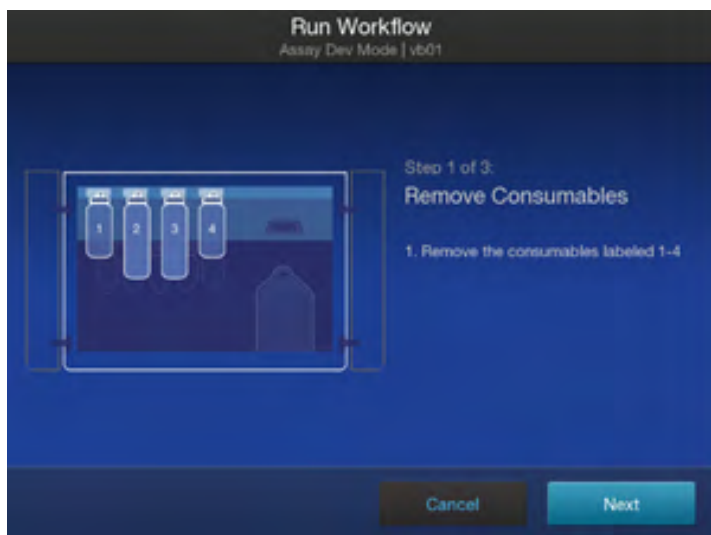 Run Workflow
Assay Dev Mode | vb01
1 2 3 4
Step 1 of 3:
Remove Consumables
1. Remove the consumables labeled 1-4
Cancel Next